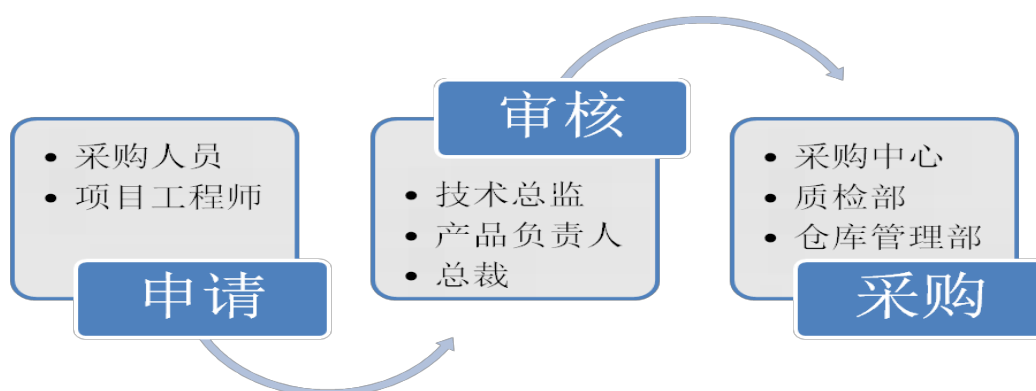 • 采购人员
• 项目工程师
申请
审核
• 技术总监
• 产品负责人
• 总裁
• 采购中心
• 质检部
• 仓库管理部
采购